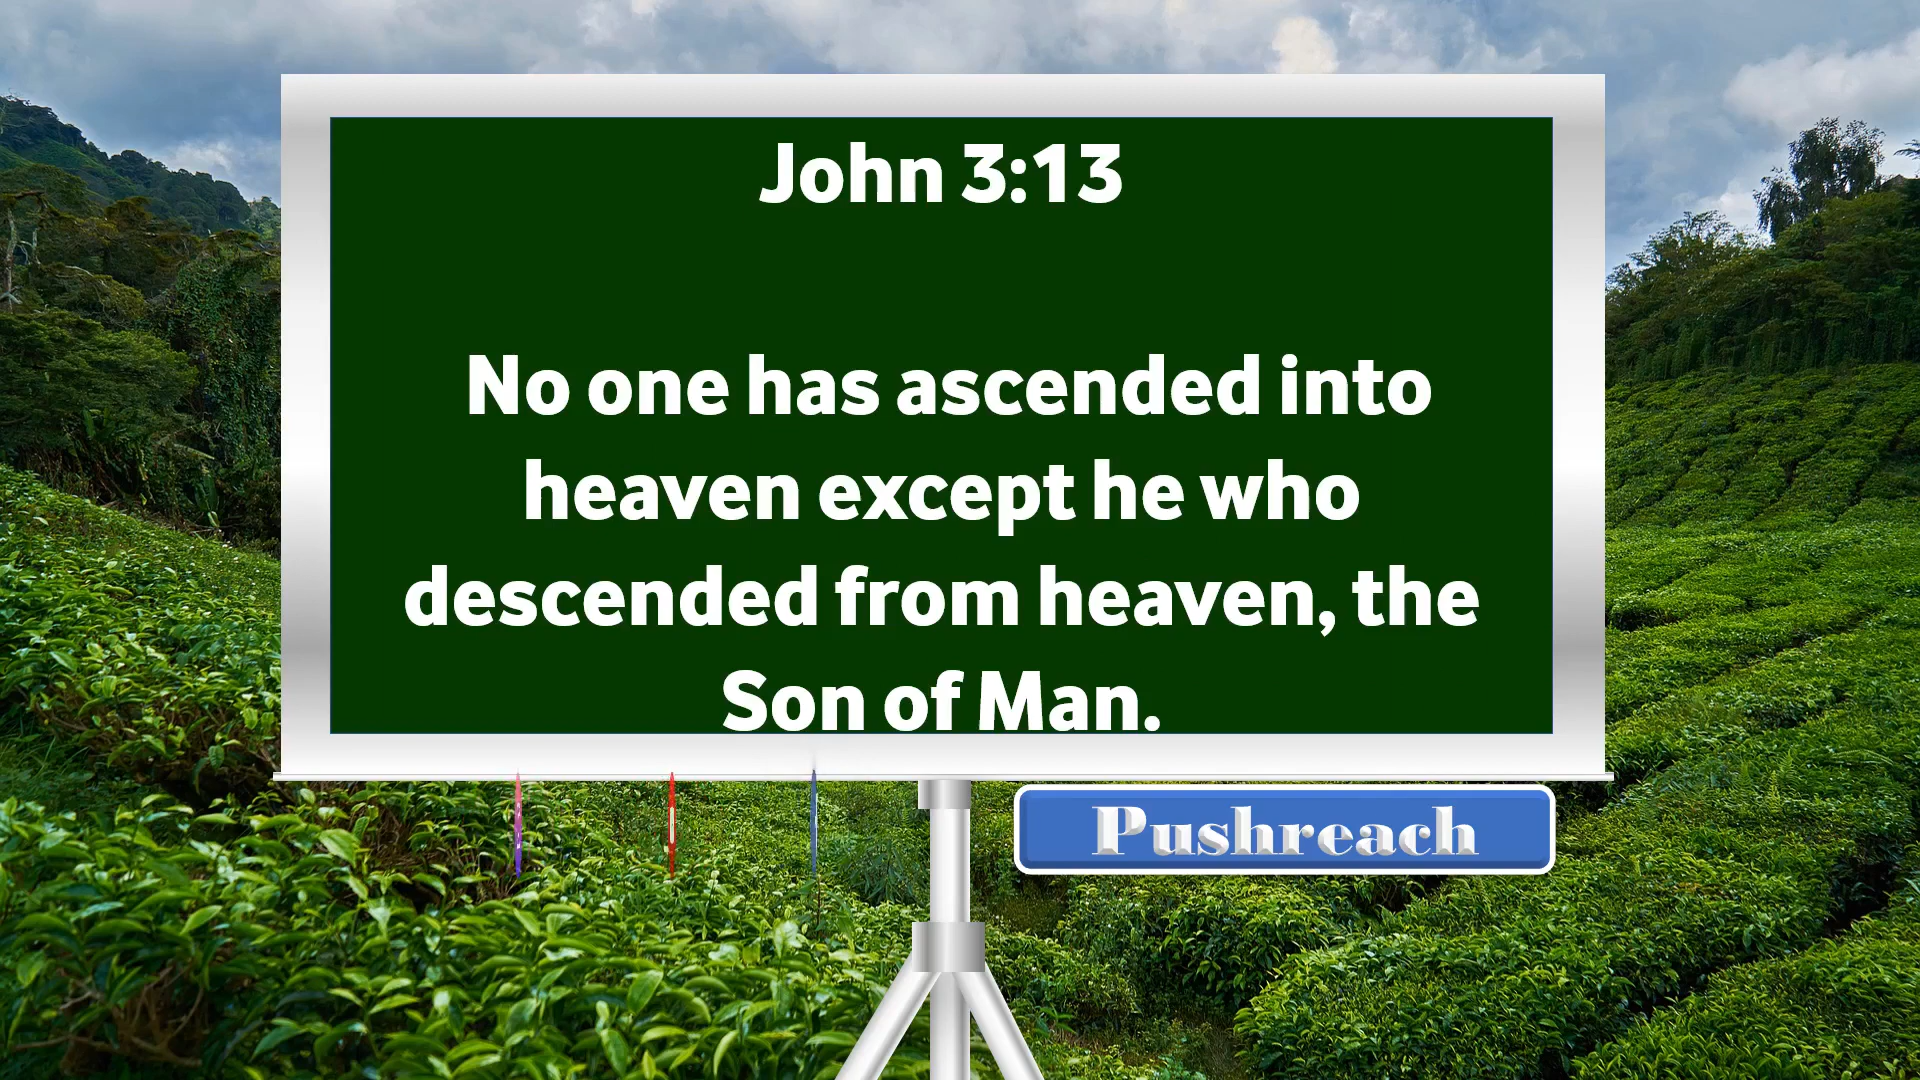 John 3:13
No one has ascended into
heaven except he who
descended from heaven, the
Son of Man.
Pushreach